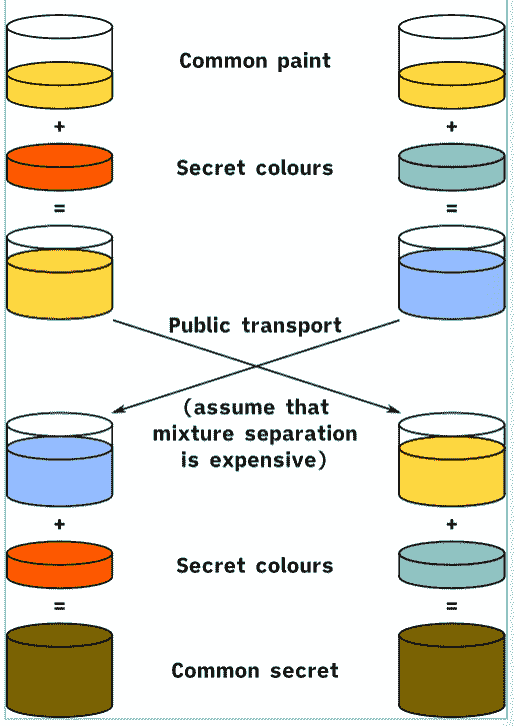 Common paint
+ +
Secret colours
= =
Public transport
(assume that
mixture separation
is expensive)
+ +
Secret colours
= =
Common secret